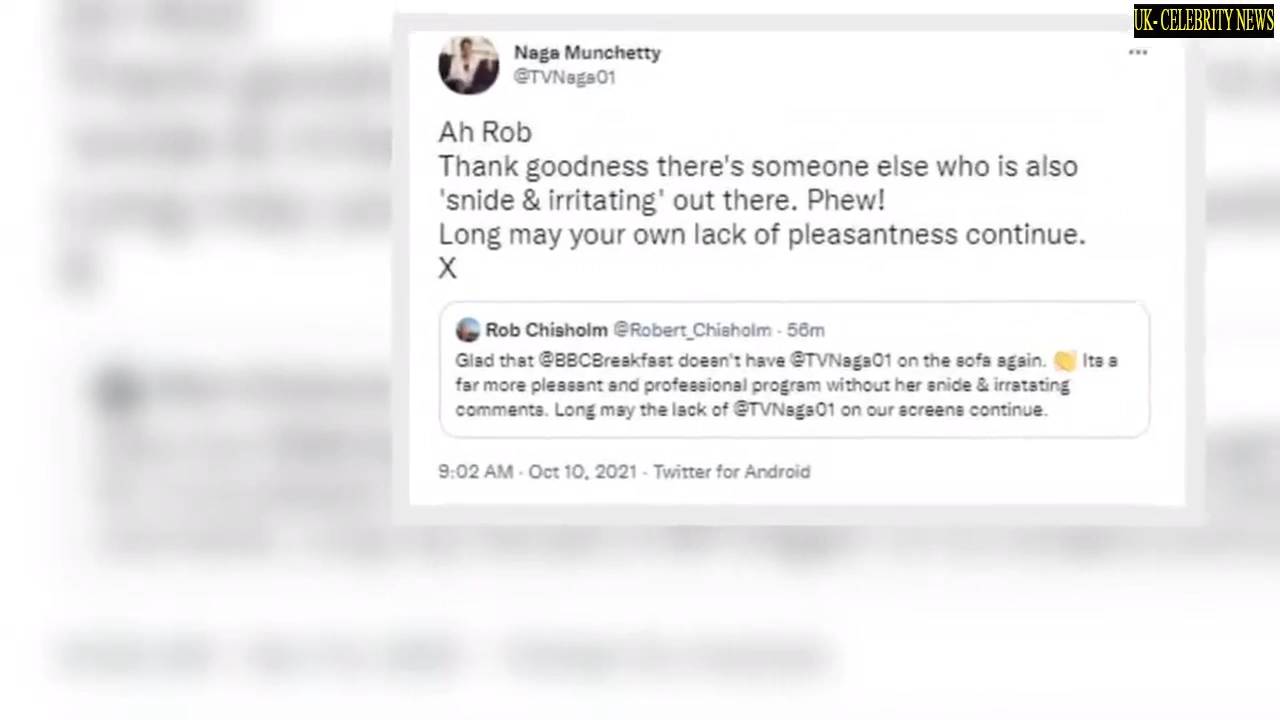 UK- CELEBRITY NEWS
Naga Munchetty
@TVNaga01
Ah Rob
Thank goodness there's someone else who is also
'snide & irritating' out there. Phew!
Long may your own lack of pleasantness continue.
X
Rob Chisholm @Robert_Chisholm · 56m
Glad that @BBCBreakfast doesn't have @TVNaga01 on the sofa again. 👏 Its a
far more pleasant and professional program without her snide & irratating
comments. Long may the lack of @TVNaga01 on our screens continue.
9:02 AM · Oct 10, 2021 · Twitter for Android